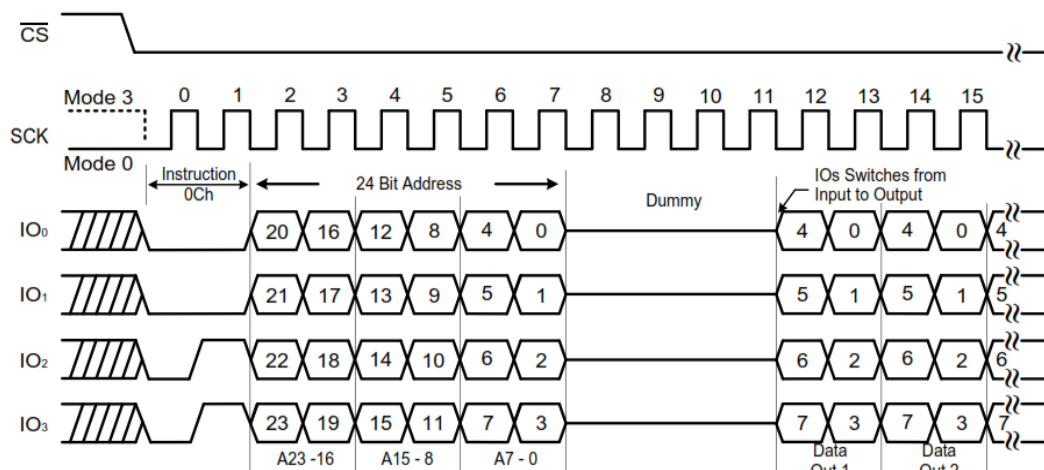 CS
Mode 3
0 1 2 3 4 5 6 7 8 9 10 11 12 13 14 15
SCK
Mode 0
Instruction
0Ch
24 Bit Address
Dummy
IOs Switches from
Input to Output
IO₀ 20 16 12 8 4 0 4 0 4 0 4
IO₁ 21 17 13 9 5 1 5 1 5 1 5
IO₂ 22 18 14 10 6 2 6 2 6 2 6
IO₃ 23 19 15 11 7 3 7 3 7 3 7
A23 -16 A15 - 8 A7 - 0 Data Data
Out 1 Out 2